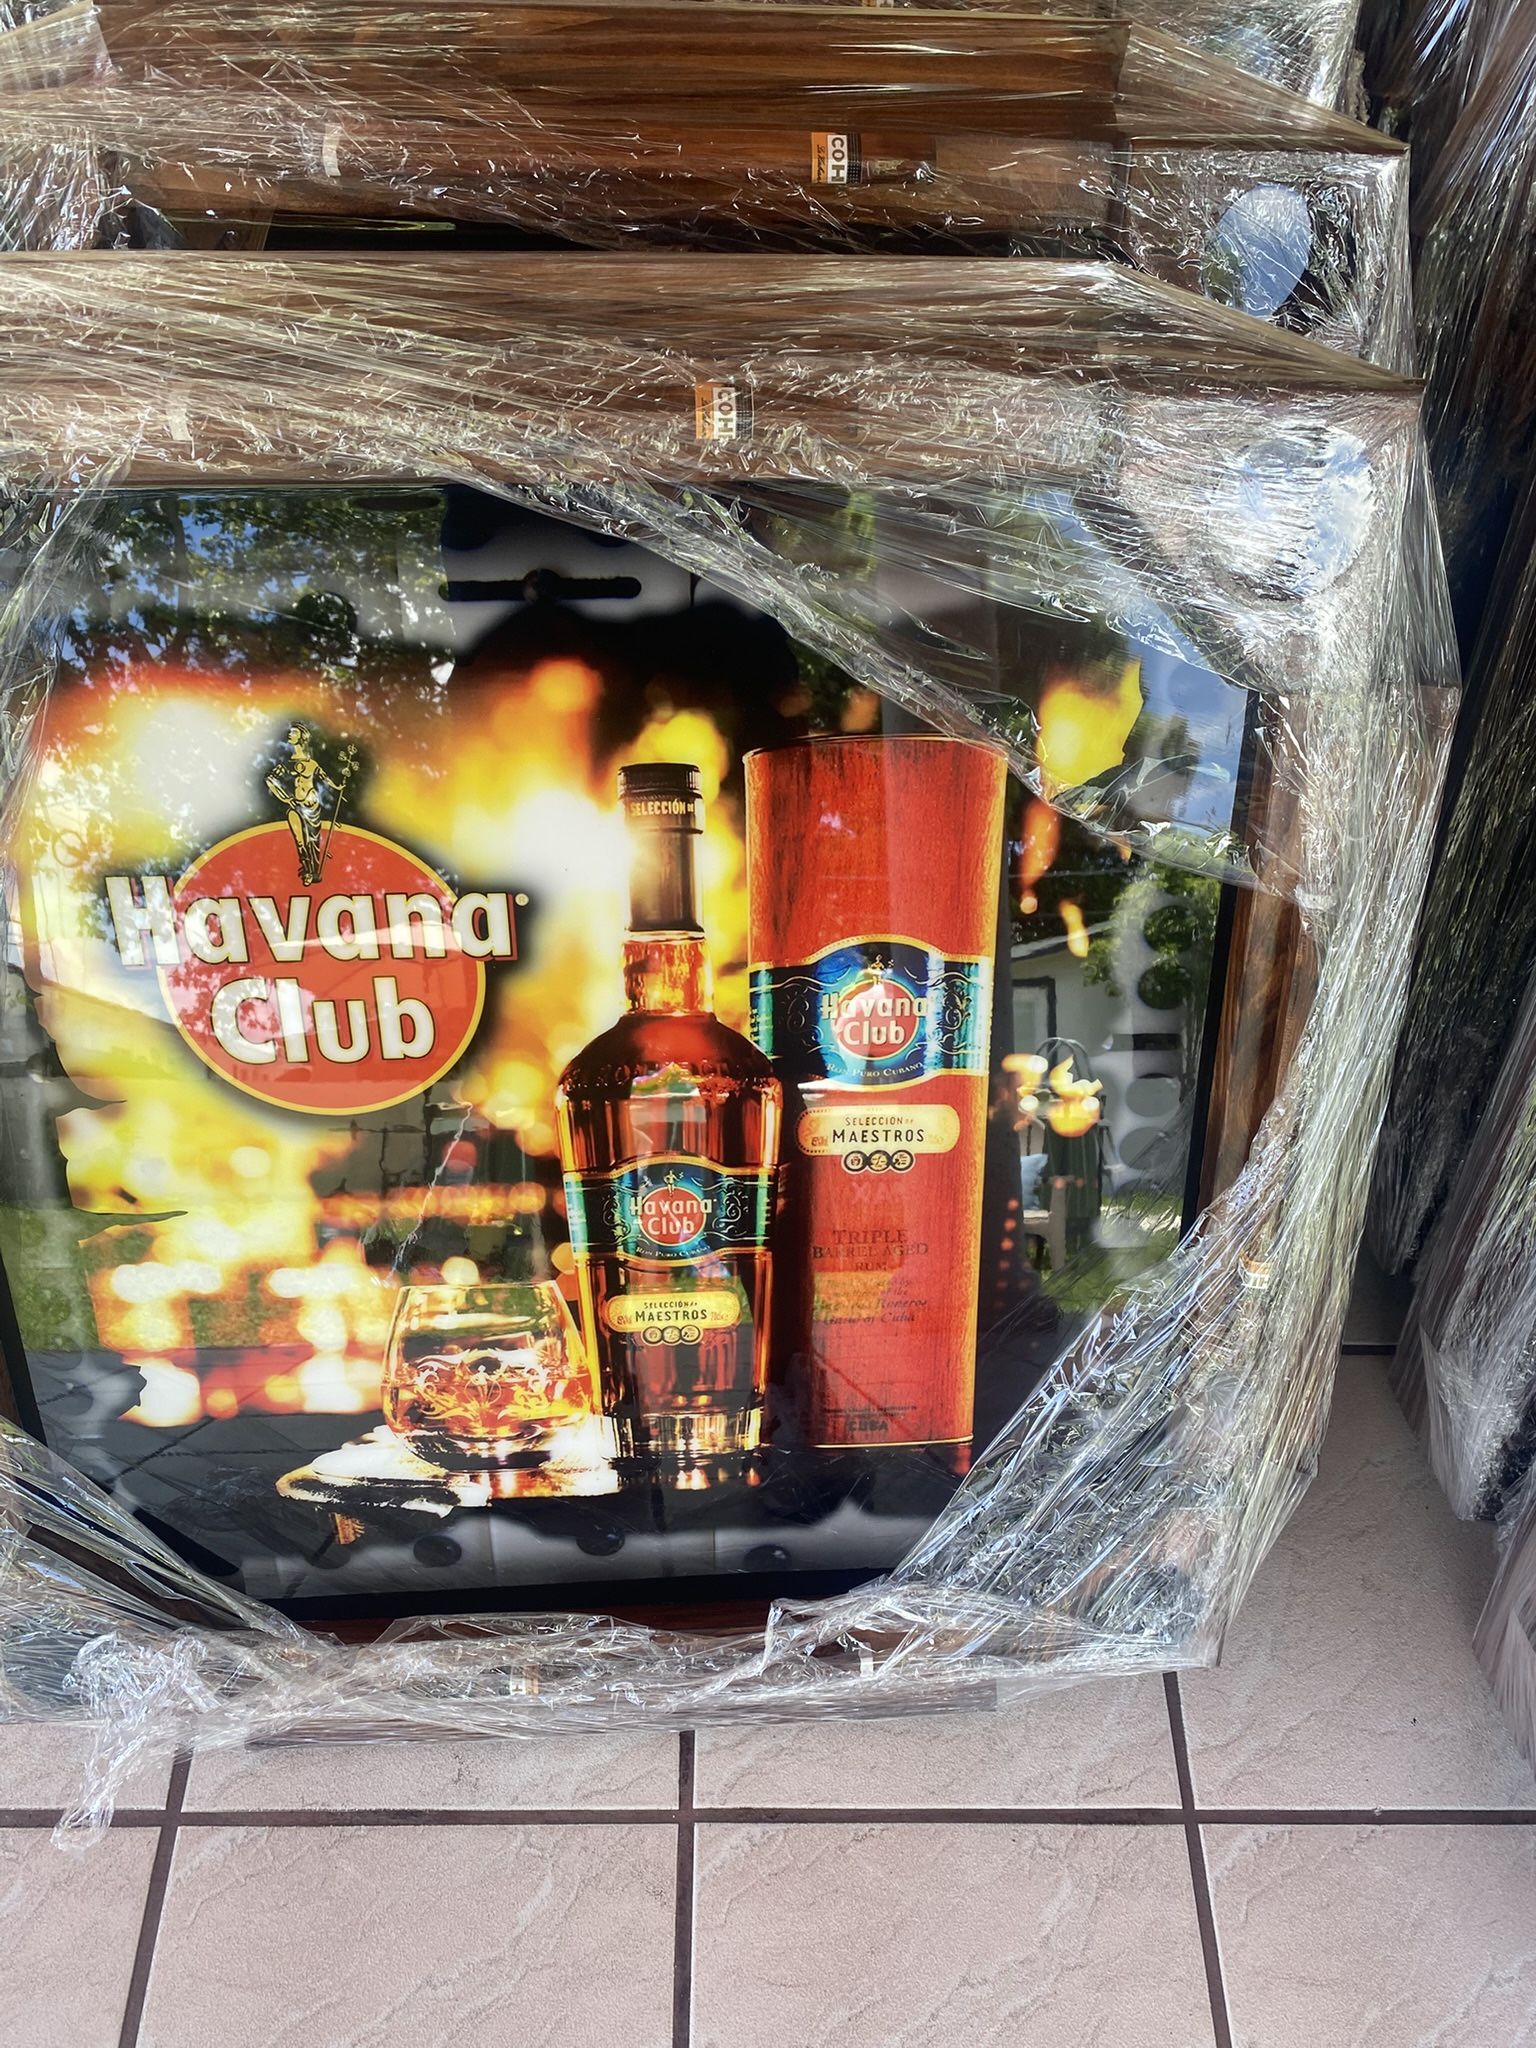 COH
COH
Havana
Club
SELECCIÓN DE
Havana
Club
RON PURO CUBANO
SELECCIÓN DE
MAESTROS
TRIPLE
BARREL AGED
RUM
CUBA
Havana
Club
RON PURO CUBANO
SELECCIÓN DE
MAESTROS